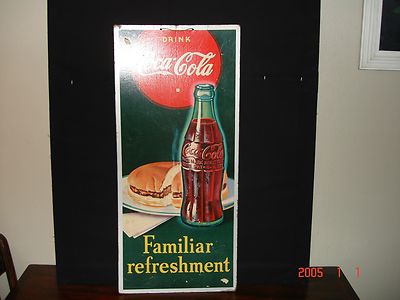 DRINK
Coca-Cola
Coca-Cola
Familiar
refreshment
2005 1 1